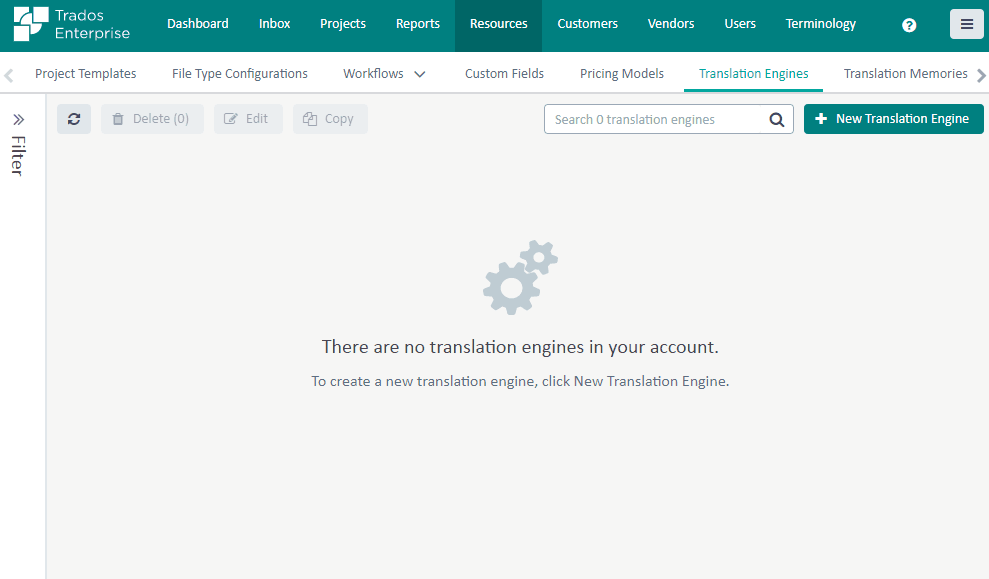 Trados
Enterprise
Dashboard
Inbox
Projects
Reports
Resources
Customers
Vendors
Users
Terminology
?
Project Templates
File Type Configurations
Workflows
Custom Fields
Pricing Models
Translation Engines
Translation Memories
Filter
Delete (0)
Edit
Copy
Search 0 translation engines
New Translation Engine
There are no translation engines in your account.
To create a new translation engine, click New Translation Engine.